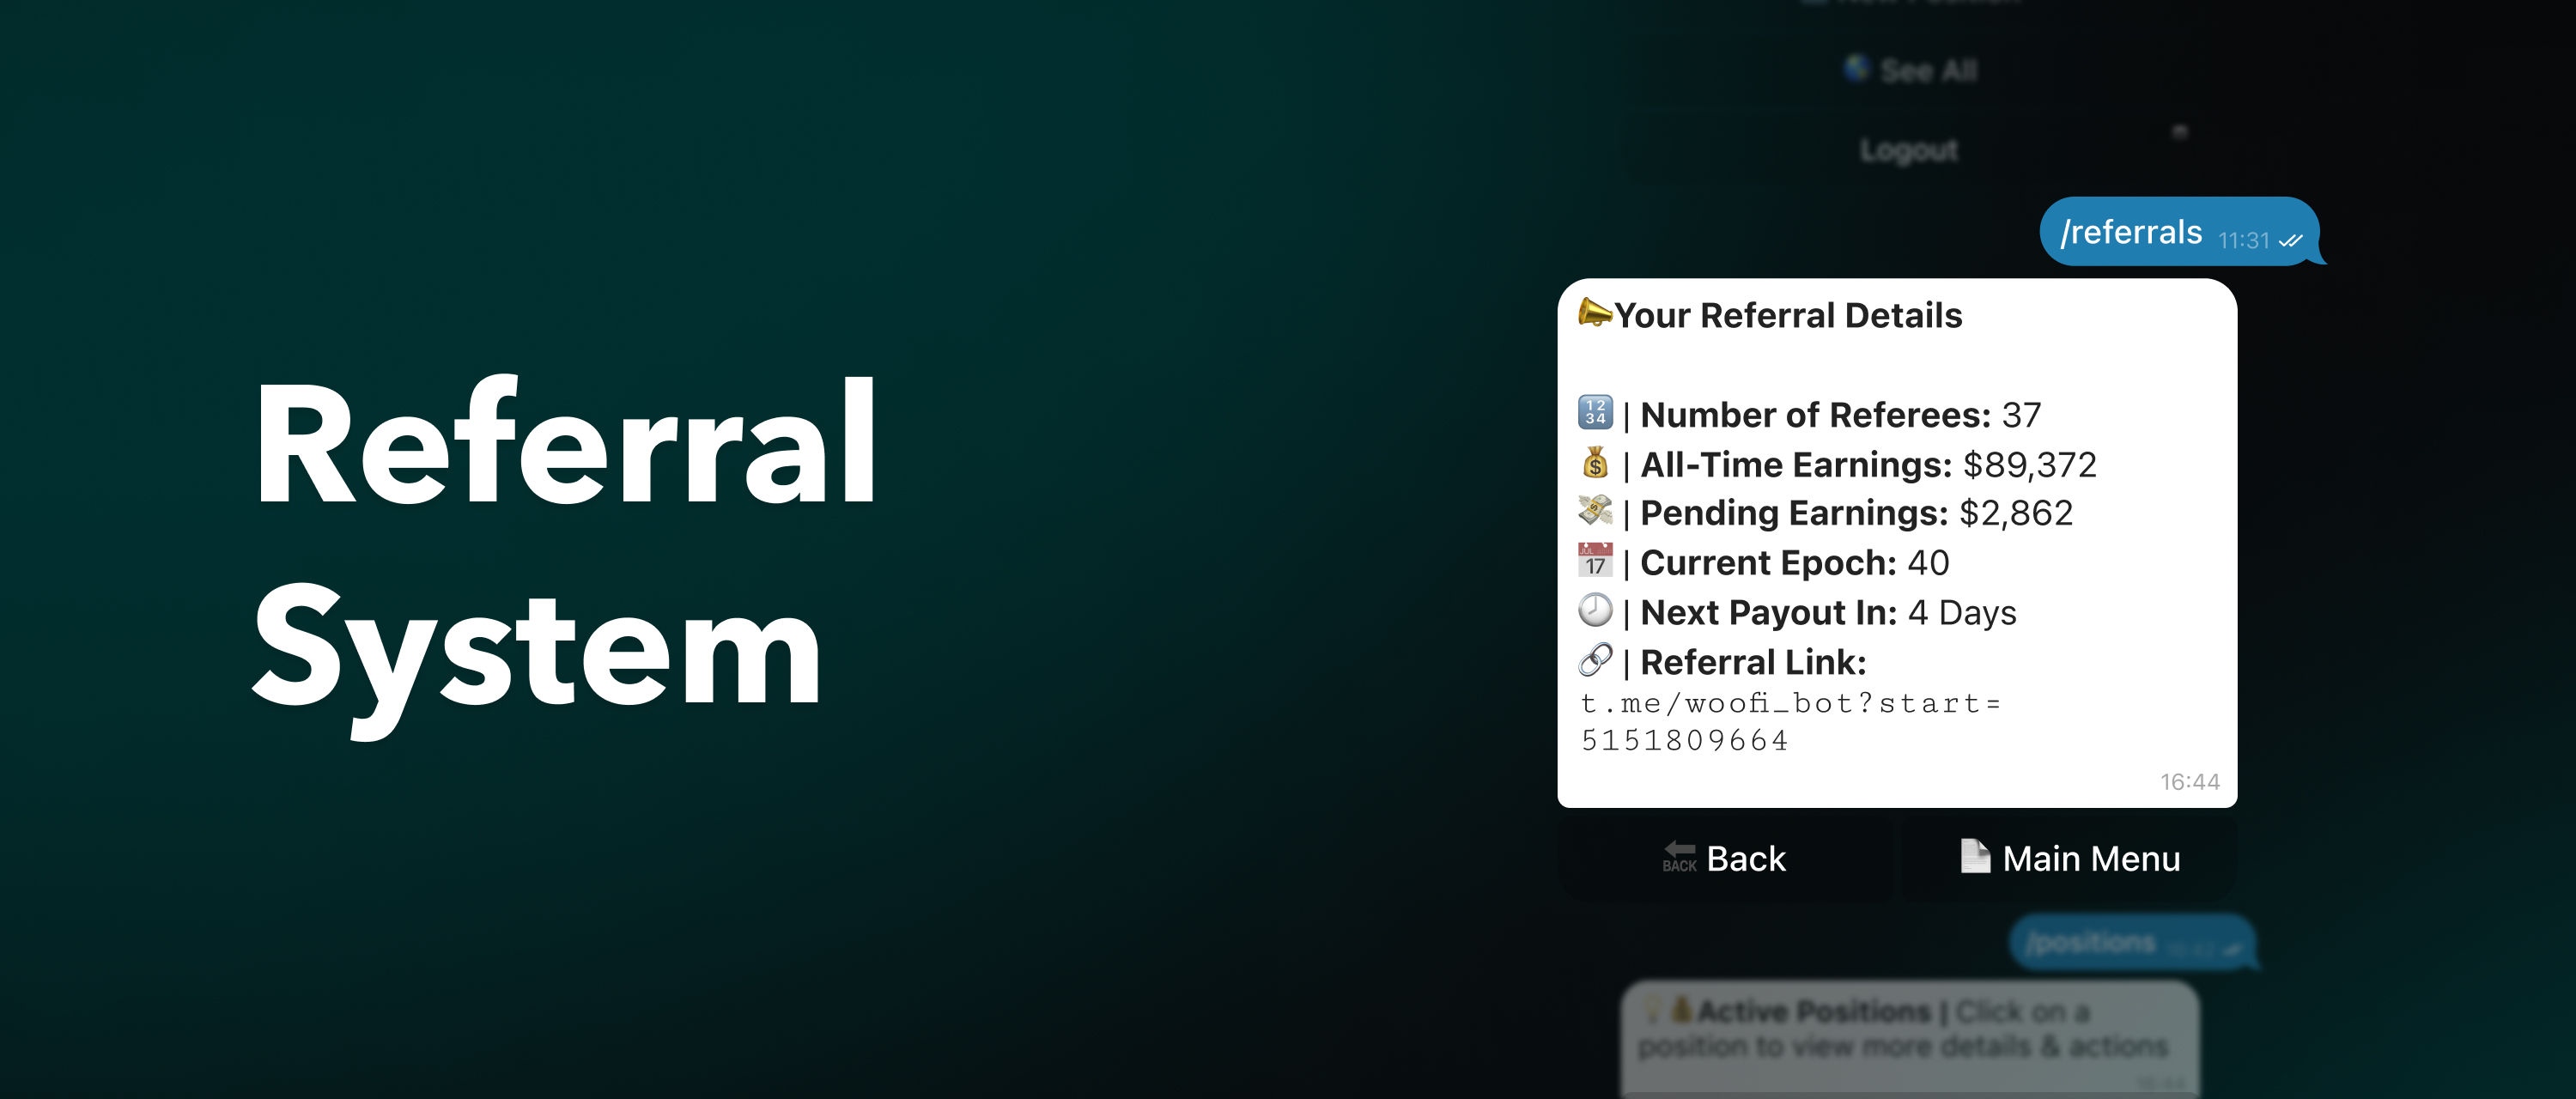 Referral
System
See All
Logout
/referrals 11:31
📣Your Referral Details
🔢 | Number of Referees: 37
💰 | All-Time Earnings: $89,372
💸 | Pending Earnings: $2,862
📅 | Current Epoch: 40
🕗 | Next Payout In: 4 Days
🔗 | Referral Link:
t.me/woofi_bot?start=
5151809664
16:44
BACK Back
Main Menu
/positions
Active Positions | Click on a
position to view more details & actions